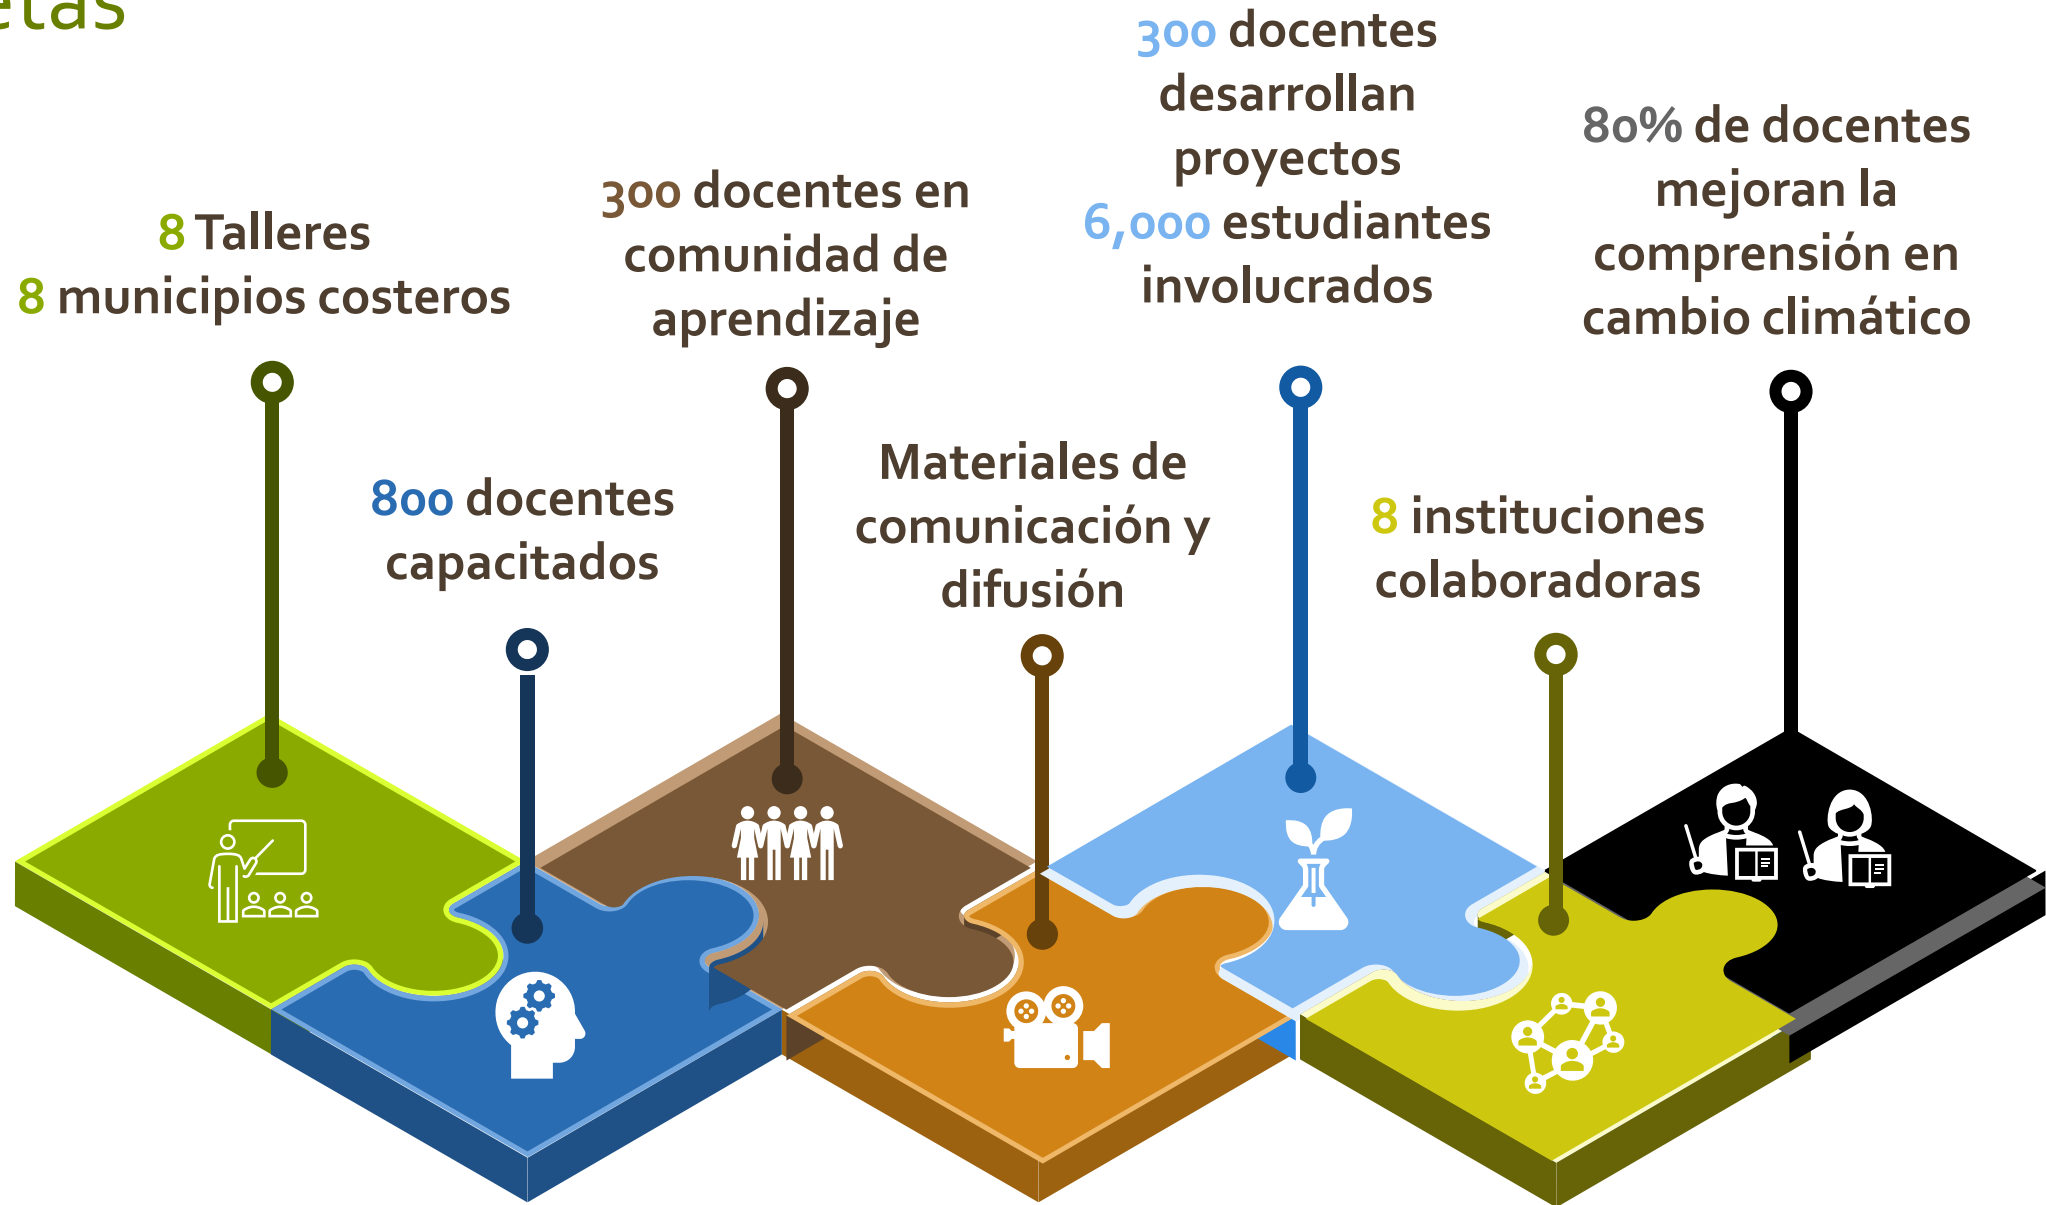 etas
8 Talleres
8 municipios costeros
800 docentes
capacitados
300 docentes en
comunidad de
aprendizaje
Materiales de
comunicación y
difusión
300 docentes
desarrollan
proyectos
6,000 estudiantes
involucrados
8 instituciones
colaboradoras
80% de docentes
mejoran la
comprensión en
cambio climático